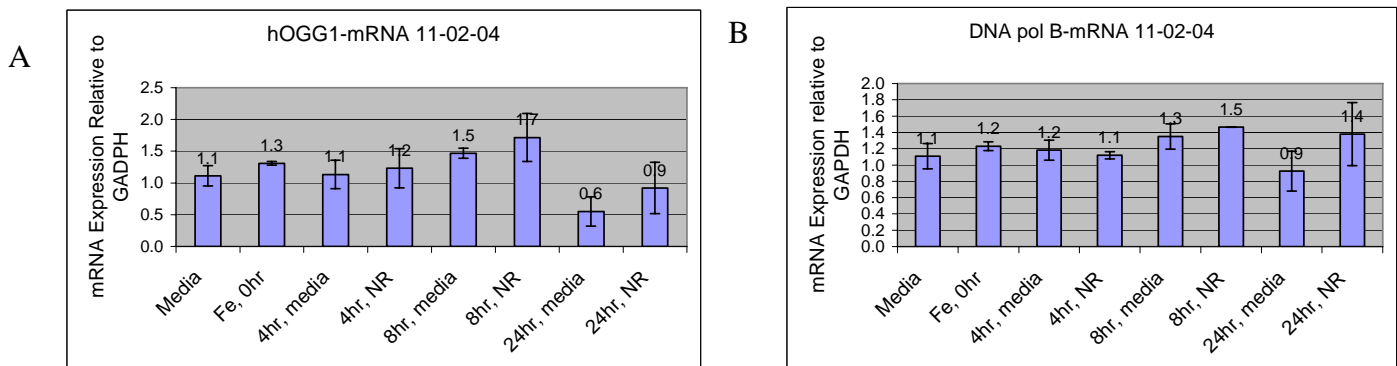 A
hOGG1-mRNA 11-02-04
mRNA Expression Relative to
GADPH
2.5
2.0
1.5
1.0
0.5
0.0
1.1
1.3
1.1
1.2
1.5
1.7
0.6
0.9
Media
Fe, 0hr
4hr, media
4hr, NR
8hr, media
8hr, NR
24hr, media
24hr, NR
B
DNA pol B-mRNA 11-02-04
mRNA Expression relative to
GAPDH
2.0
1.8
1.6
1.4
1.2
1.0
0.8
0.6
0.4
0.2
0.0
1.1
1.2
1.2
1.1
1.3
1.5
0.9
1.4
Media
Fe, 0hr
4hr, media
4hr, NR
8hr, media
8hr, NR
24hr, media
24hr, NR